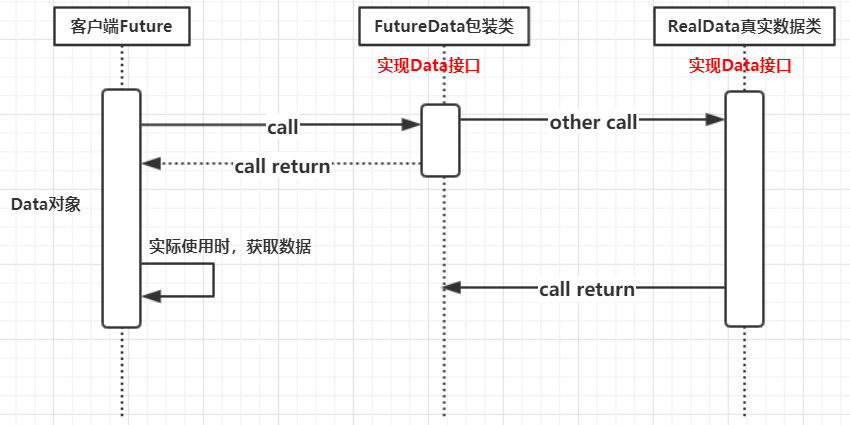 客户端Future
FutureData包装类
RealData真实数据类
实现Data接口
实现Data接口
call
other call
call return
Data对象
实际使用时，获取数据
call return